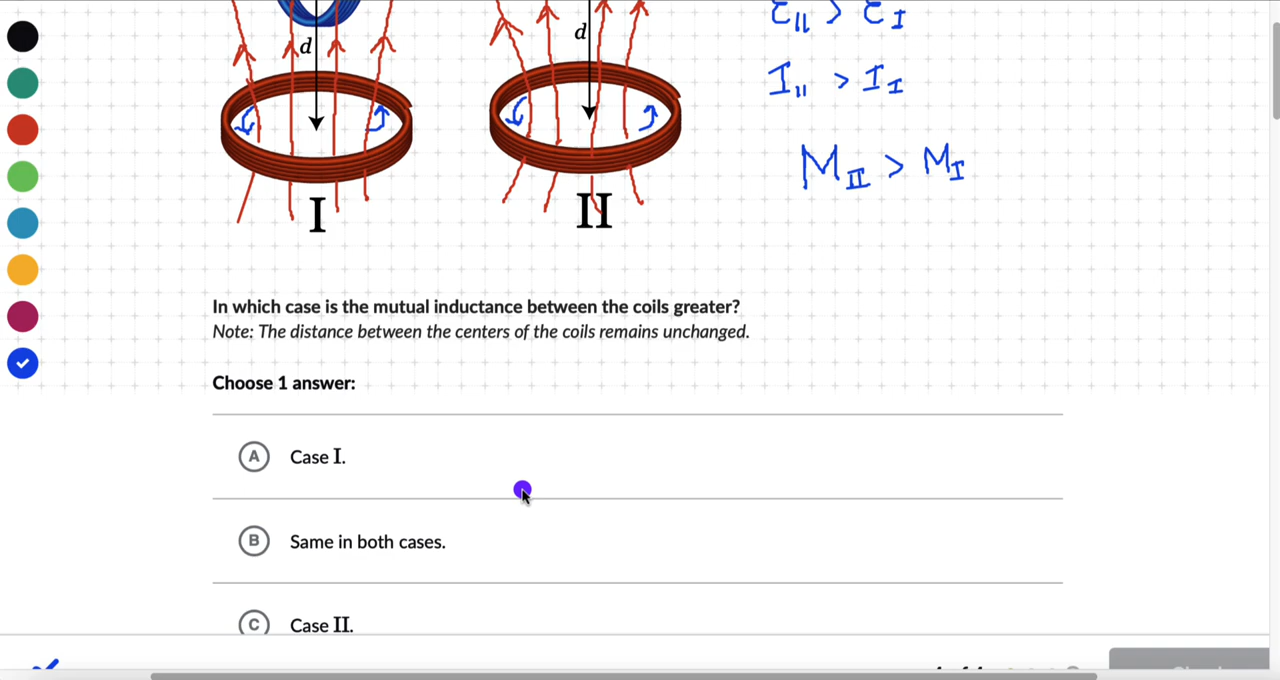 d
d
ε_II > ε_I
I_II > I_I
M_II > M_I
I
II
In which case is the mutual inductance between the coils greater?
Note: The distance between the centers of the coils remains unchanged.
Choose 1 answer:
A Case I.
B Same in both cases.
C Case II.